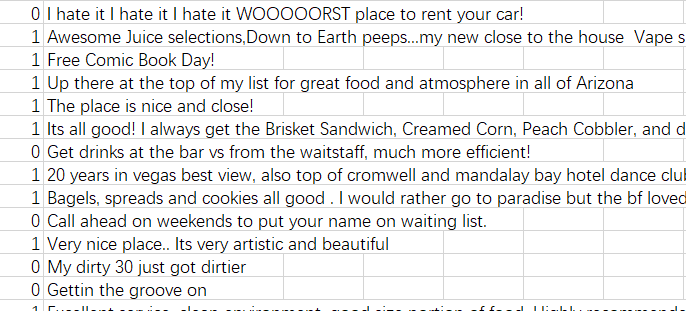 0 I hate it I hate it I hate it WOOOOORST place to rent your car!
1 Awesome Juice selections,Down to Earth peeps...my new close to the house  Vape s
1 Free Comic Book Day!
1 Up there at the top of my list for great food and atmosphere in all of Arizona
1 The place is nice and close!
1 Its all good! I always get the Brisket Sandwich, Creamed Corn, Peach Cobbler, and d
0 Get drinks at the bar vs from the waitstaff, much more efficient!
1 20 years in vegas best view, also top of cromwell and mandalay bay hotel dance clu
1 Bagels, spreads and cookies all good . I would rather go to paradise but the bf loved
0 Call ahead on weekends to put your name on waiting list.
1 Very nice place.. Its very artistic and beautiful
0 My dirty 30 just got dirtier
0 Gettin the groove on